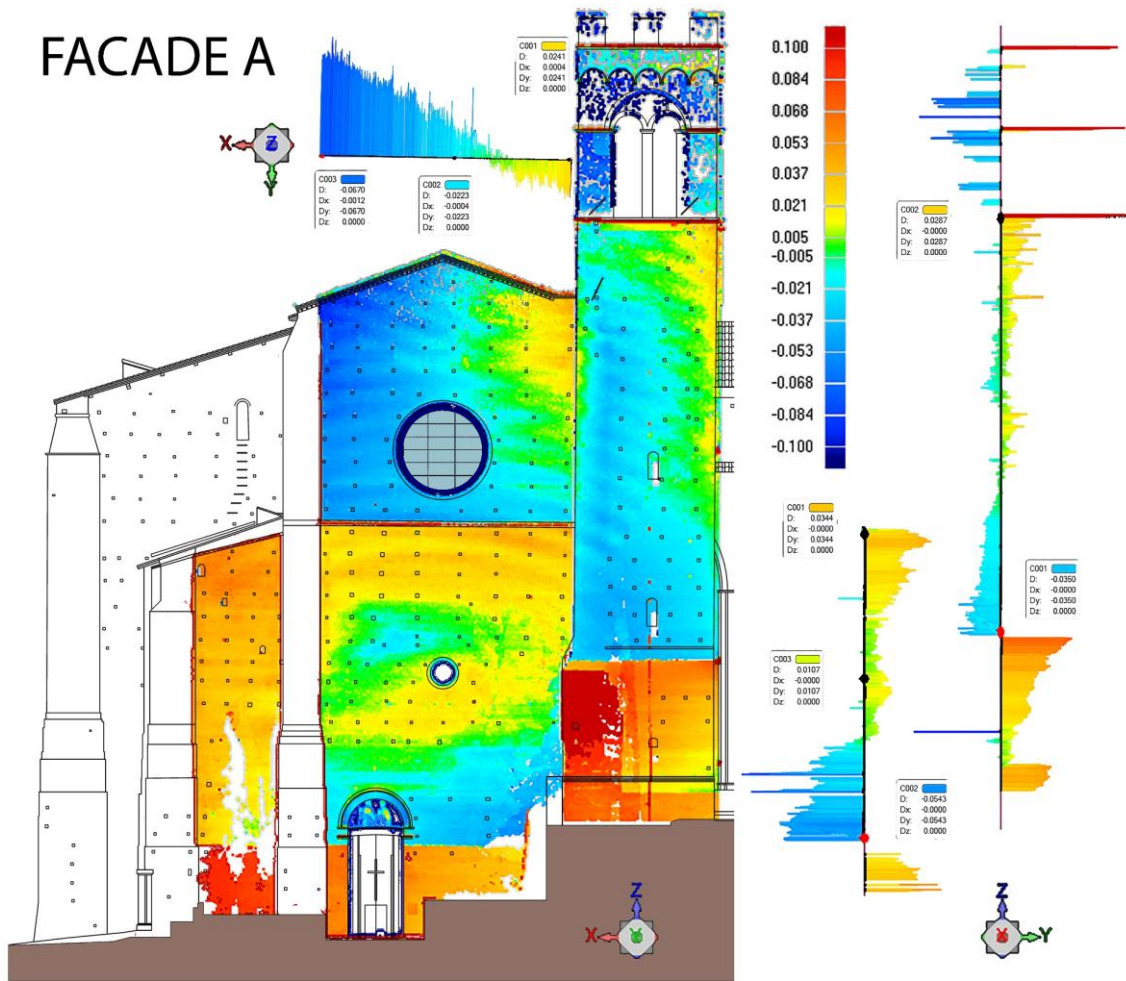 FACADE A
C001
D: 0.0241
Dx: 0.0004
Dy: 0.0241
Dz: 0.0000
X
Z
Y
C003
D: -0.0670
Dx: -0.0012
Dy: -0.0670
Dz: 0.0000
C002
D: -0.0223
Dx: -0.0004
Dy: -0.0223
Dz: 0.0000
0.100
0.084
0.068
0.053
0.037
0.021
0.005
-0.005
-0.021
-0.037
-0.053
-0.068
-0.084
-0.100
C002
D: 0.0287
Dx: -0.0000
Dy: 0.0287
Dz: 0.0000
C001
D: 0.0344
Dx: -0.0000
Dy: 0.0344
Dz: 0.0000
C001
D: -0.0350
Dx: -0.0000
Dy: -0.0350
Dz: 0.0000
C003
D: 0.0107
Dx: -0.0000
Dy: 0.0107
Dz: 0.0000
C002
D: -0.0543
Dx: -0.0000
Dy: -0.0543
Dz: 0.0000
Z
X
Y
Z
X
Y